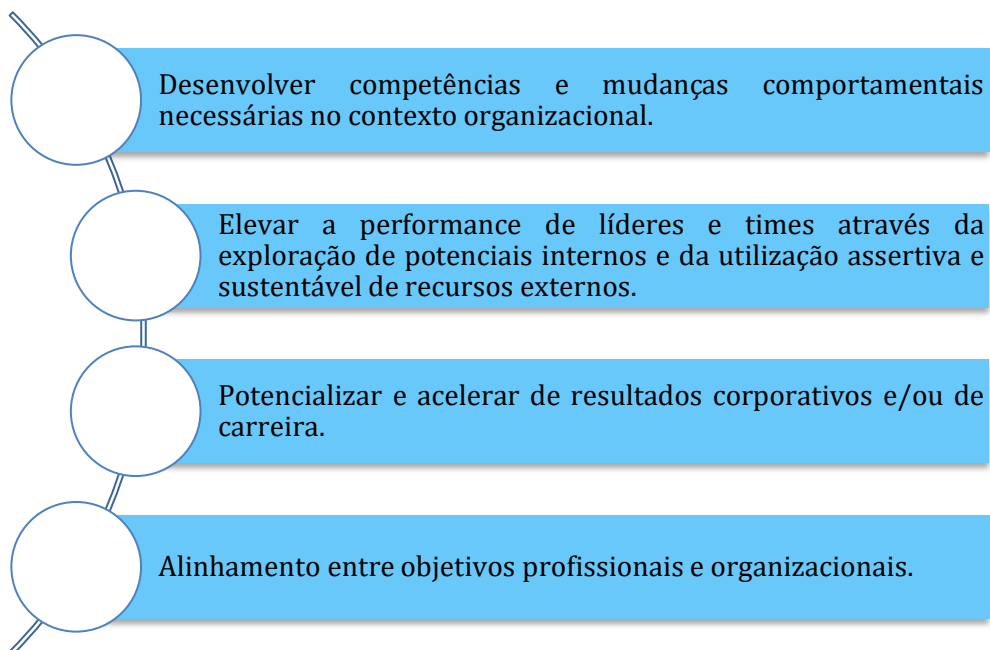 Desenvolver competências e mudanças comportamentais
necessárias no contexto organizacional.
Elevar a performance de líderes e times através da
exploração de potenciais internos e da utilização assertiva e
sustentável de recursos externos.
Potencializar e acelerar de resultados corporativos e/ou de
carreira.
Alinhamento entre objetivos profissionais e organizacionais.